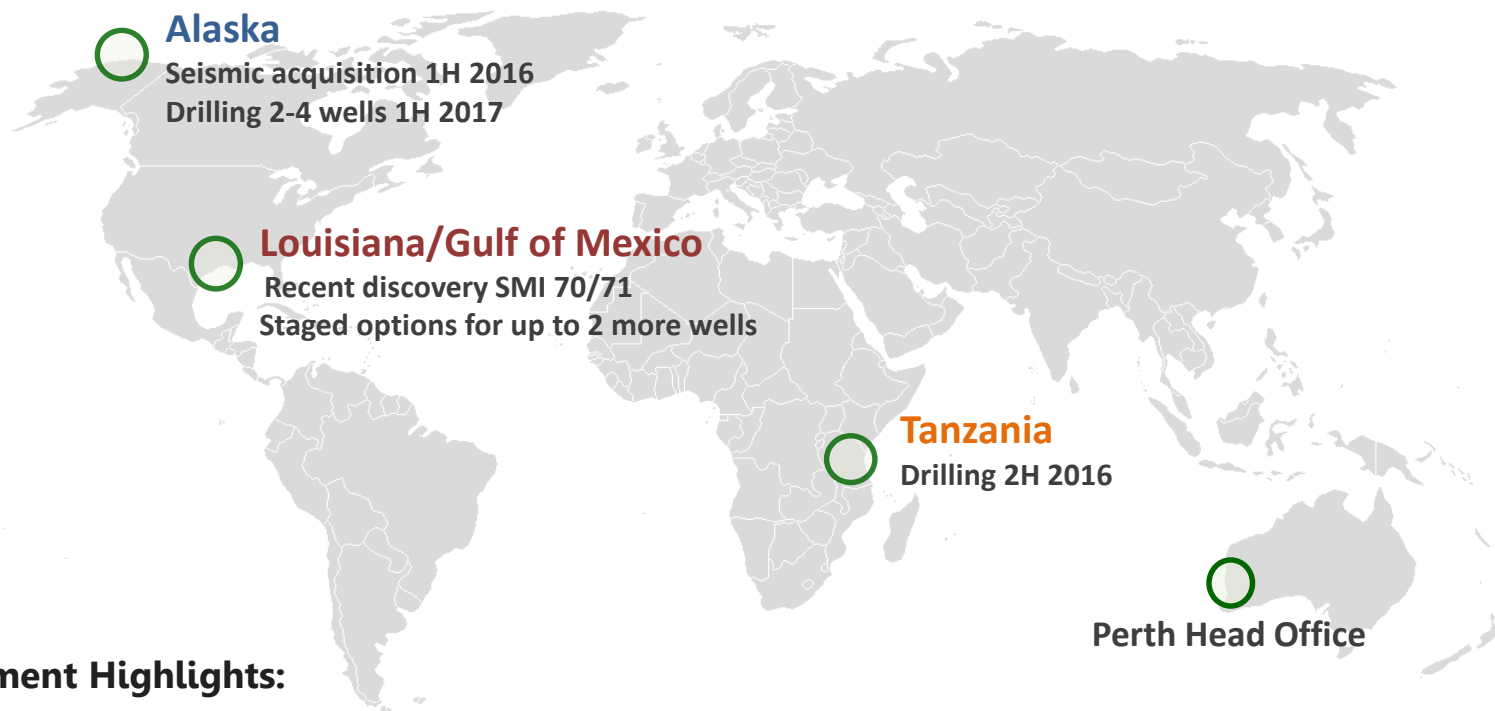 Alaska
Seismic acquisition 1H 2016
Drilling 2-4 wells 1H 2017
Louisiana/Gulf of Mexico
Recent discovery SMI 70/71
Staged options for up to 2 more wells
Tanzania
Drilling 2H 2016
Perth Head Office
Highlights: